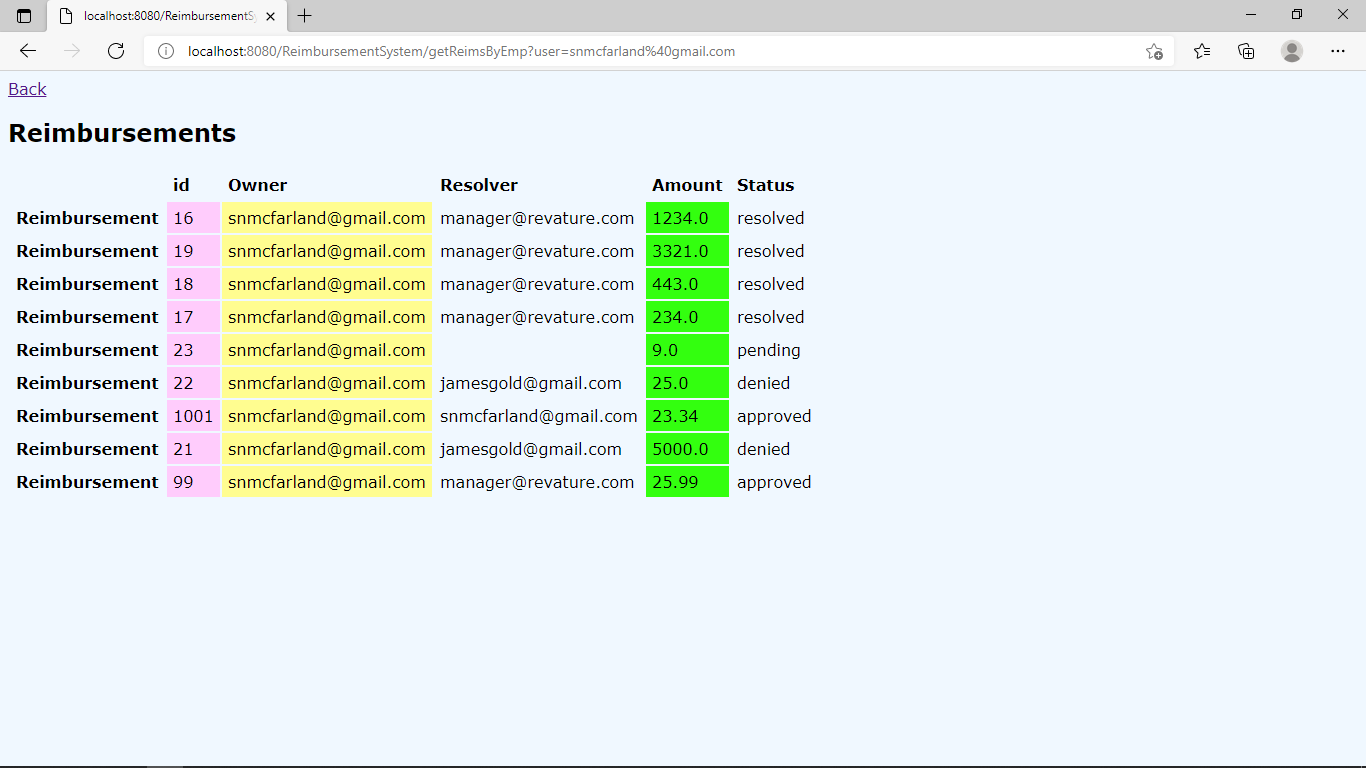 localhost:8080/ReimbursementSy
localhost:8080/ReimbursementSystem/getReimsByEmp?user=snmcfarland%40gmail.com
Back
Reimbursements
id Owner Resolver Amount Status
Reimbursement 16 snmcfarland@gmail.com manager@revature.com 1234.0 resolved
Reimbursement 19 snmcfarland@gmail.com manager@revature.com 3321.0 resolved
Reimbursement 18 snmcfarland@gmail.com manager@revature.com 443.0 resolved
Reimbursement 17 snmcfarland@gmail.com manager@revature.com 234.0 resolved
Reimbursement 23 snmcfarland@gmail.com 9.0 pending
Reimbursement 22 snmcfarland@gmail.com jamesgold@gmail.com 25.0 denied
Reimbursement 1001 snmcfarland@gmail.com snmcfarland@gmail.com 23.34 approved
Reimbursement 21 snmcfarland@gmail.com jamesgold@gmail.com 5000.0 denied
Reimbursement 99 snmcfarland@gmail.com manager@revature.com 25.99 approved